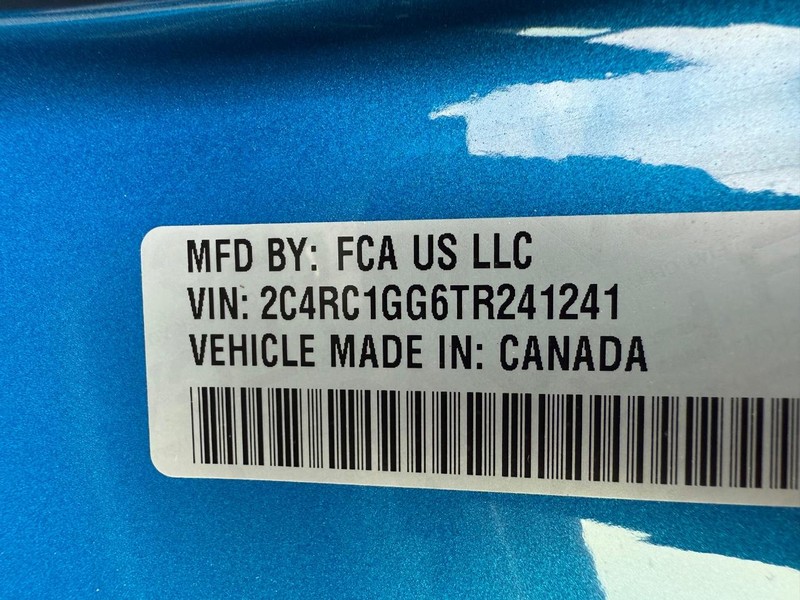 MFD BY: FCA US LLC
VIN: 2C4RC1GG6TR241241
VEHICLE MADE IN: CANADA